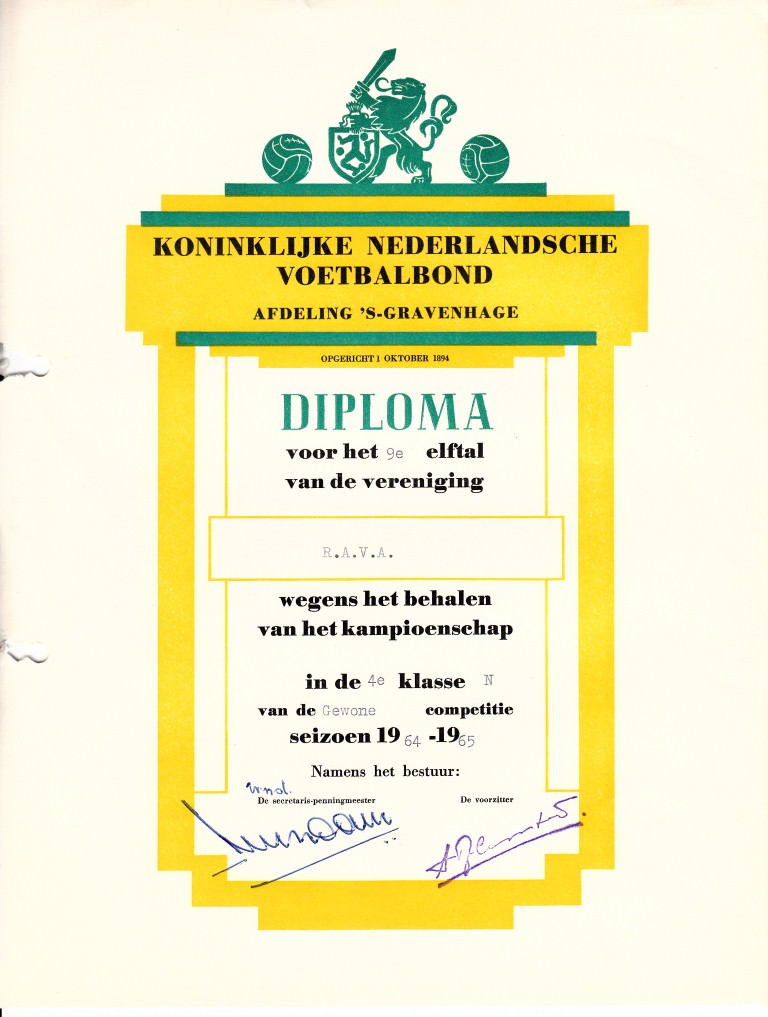 KONINKLIJKE NEDERLANDSCHE
VOETBALBOND
AFDELING 'S-GRAVENHAGE
OPGERICHT 1 OKTOBER 1894
DIPLOMA
voor het 9e elftal
van de vereniging
R.A.V.A.
wegens het behalen
van het kampioenschap
in de 4e klasse N
van de Gewone competitie
seizoen 1964-1965
Namens het bestuur:
wnd.
De secretaris-penningmeester De voorzitter